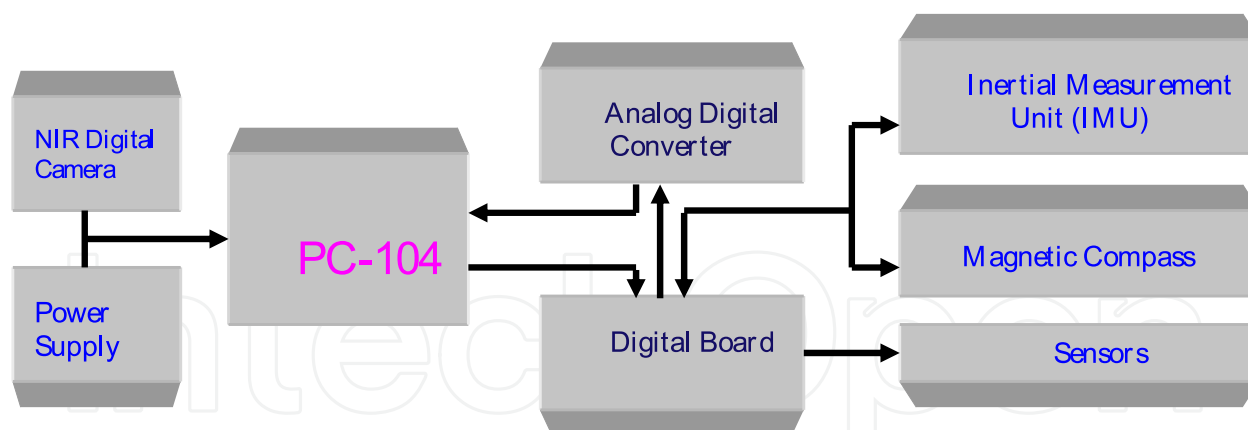 NIR Digital
Camera
Power
Supply
PC-104
Analog Digital
Converter
Digital Board
Inertial Measurement
Unit (IMU)
Magnetic Compass
Sensors
IntechOpen